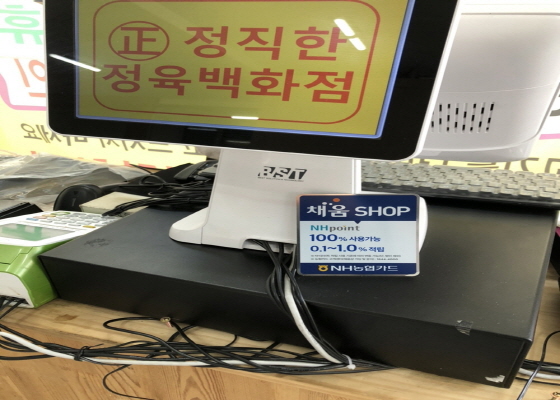 正 정직한
정육백화점
BST
채움 SHOP
NHpoint
100% 사용가능
0.1~1.0% 적립
NH농협카드